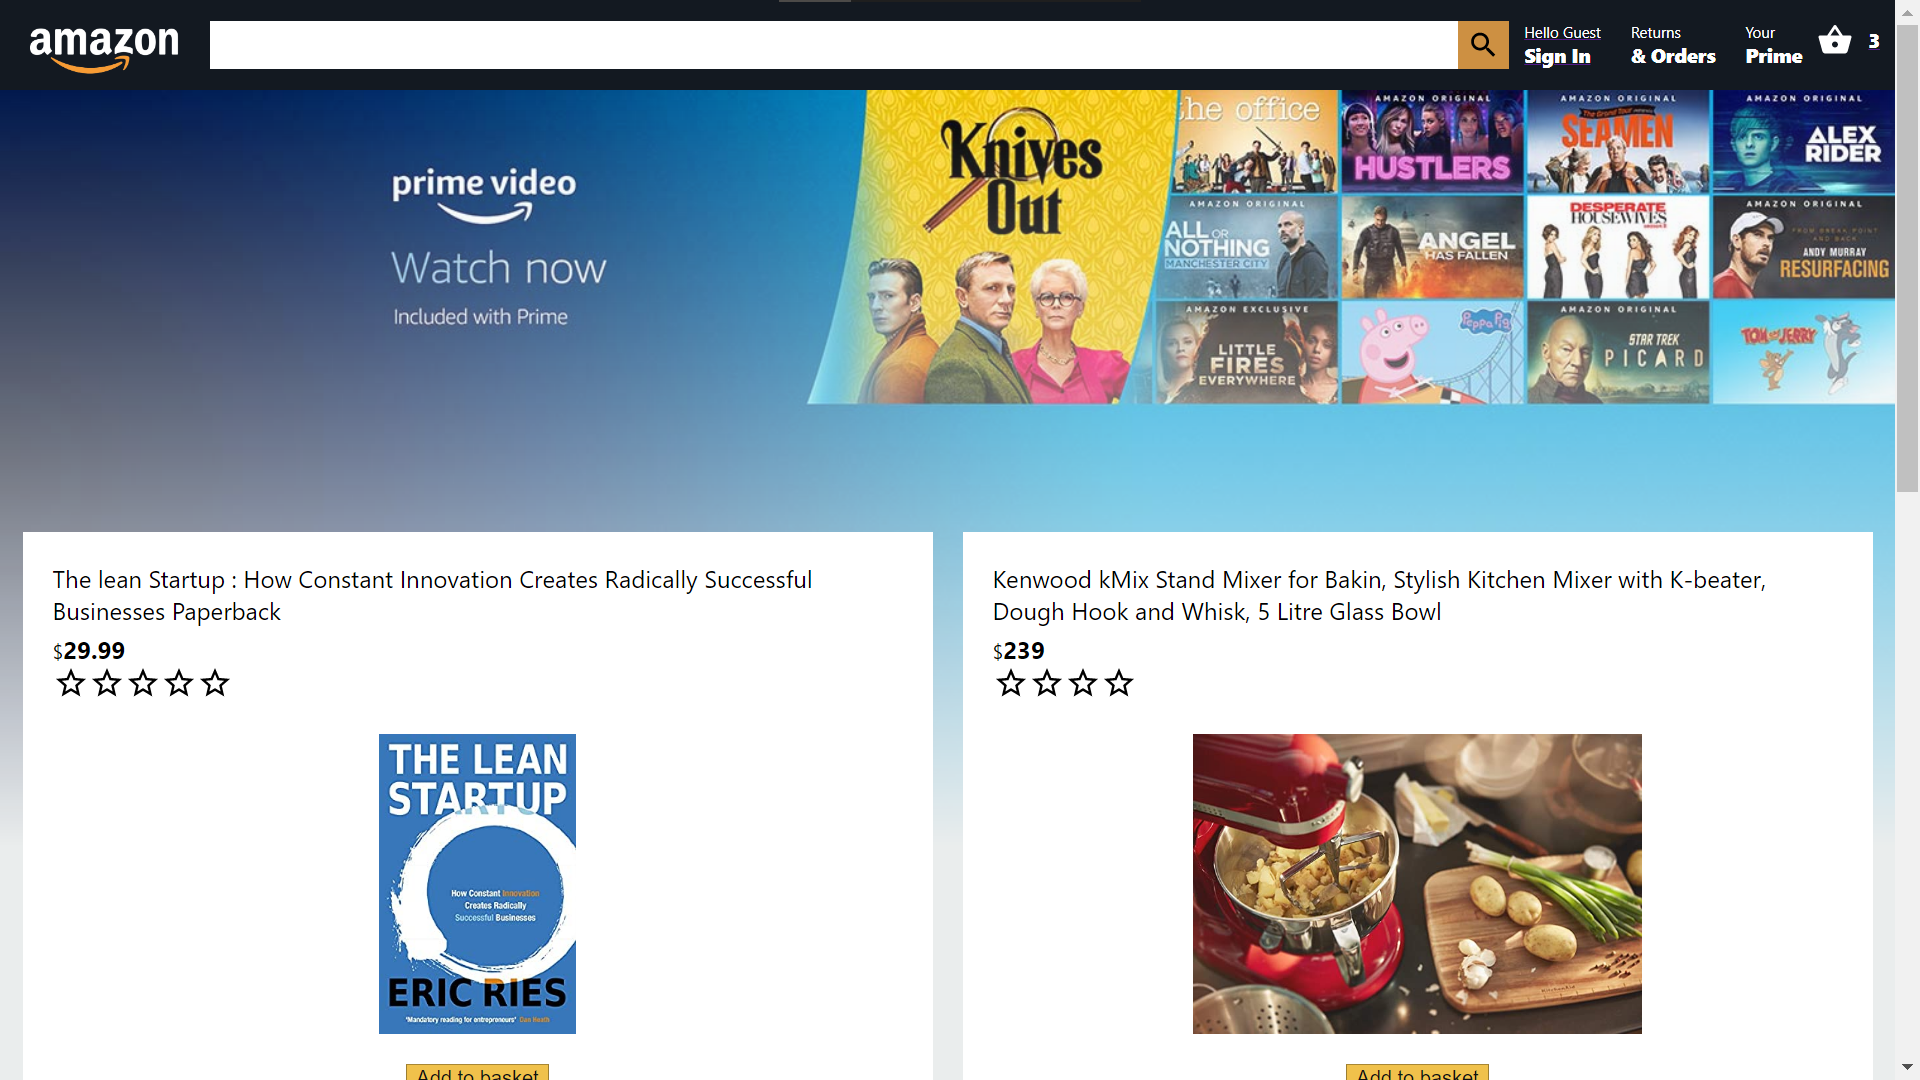 amazon
Hello Guest
Sign In
Returns
& Orders
Your
Prime
3
prime video
Watch now
Included with Prime
Knives
Out
the office
AMAZON ORIGINAL
HUSTLERS
AMAZON ORIGINAL
SEAMEN
AMAZON ORIGINAL
ALEX
RIDER
AMAZON ORIGINAL
ALL OR
NOTHING
MANCHESTER CITY
ANGEL
HAS FALLEN
DESPERATE
HOUSEWIVES
AMAZON ORIGINAL
FROM BREAK POINT
AND BACK
ANDY MURRAY
RESURFACING
AMAZON EXCLUSIVE
LITTLE
FIRES
EVERYWHERE
Peppa Pig
AMAZON ORIGINAL
STAR TREK
PICARD
TOM and JERRY
The lean Startup : How Constant Innovation Creates Radically Successful
Businesses Paperback
$29.99
THE LEAN
STARTUP
How Constant Innovation
Creates Radically
Successful Businesses
ERIC RIES
'Mandatory reading for entrepreneurs' Dan Heath
Add to basket
Kenwood kMix Stand Mixer for Bakin, Stylish Kitchen Mixer with K-beater,
Dough Hook and Whisk, 5 Litre Glass Bowl
$239
KitchenAid
Add to basket